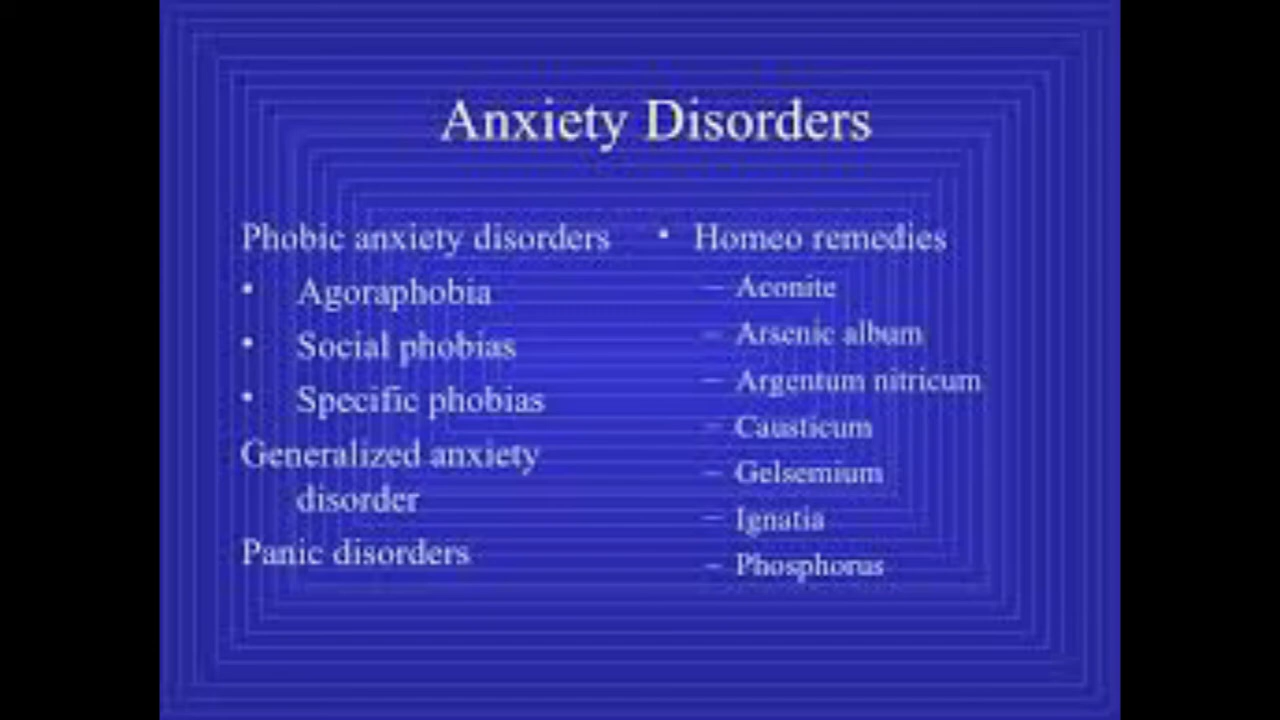 Anxiety Disorders
Phobic anxiety disorders
• Agoraphobia
• Social phobias
• Specific phobias
Generalized anxiety
disorder
Panic disorders
• Homeo remedies
– Aconite
– Arsenic album
– Argentum nitricum
– Causticum
– Gelsemium
– Ignatia
– Phosphorus